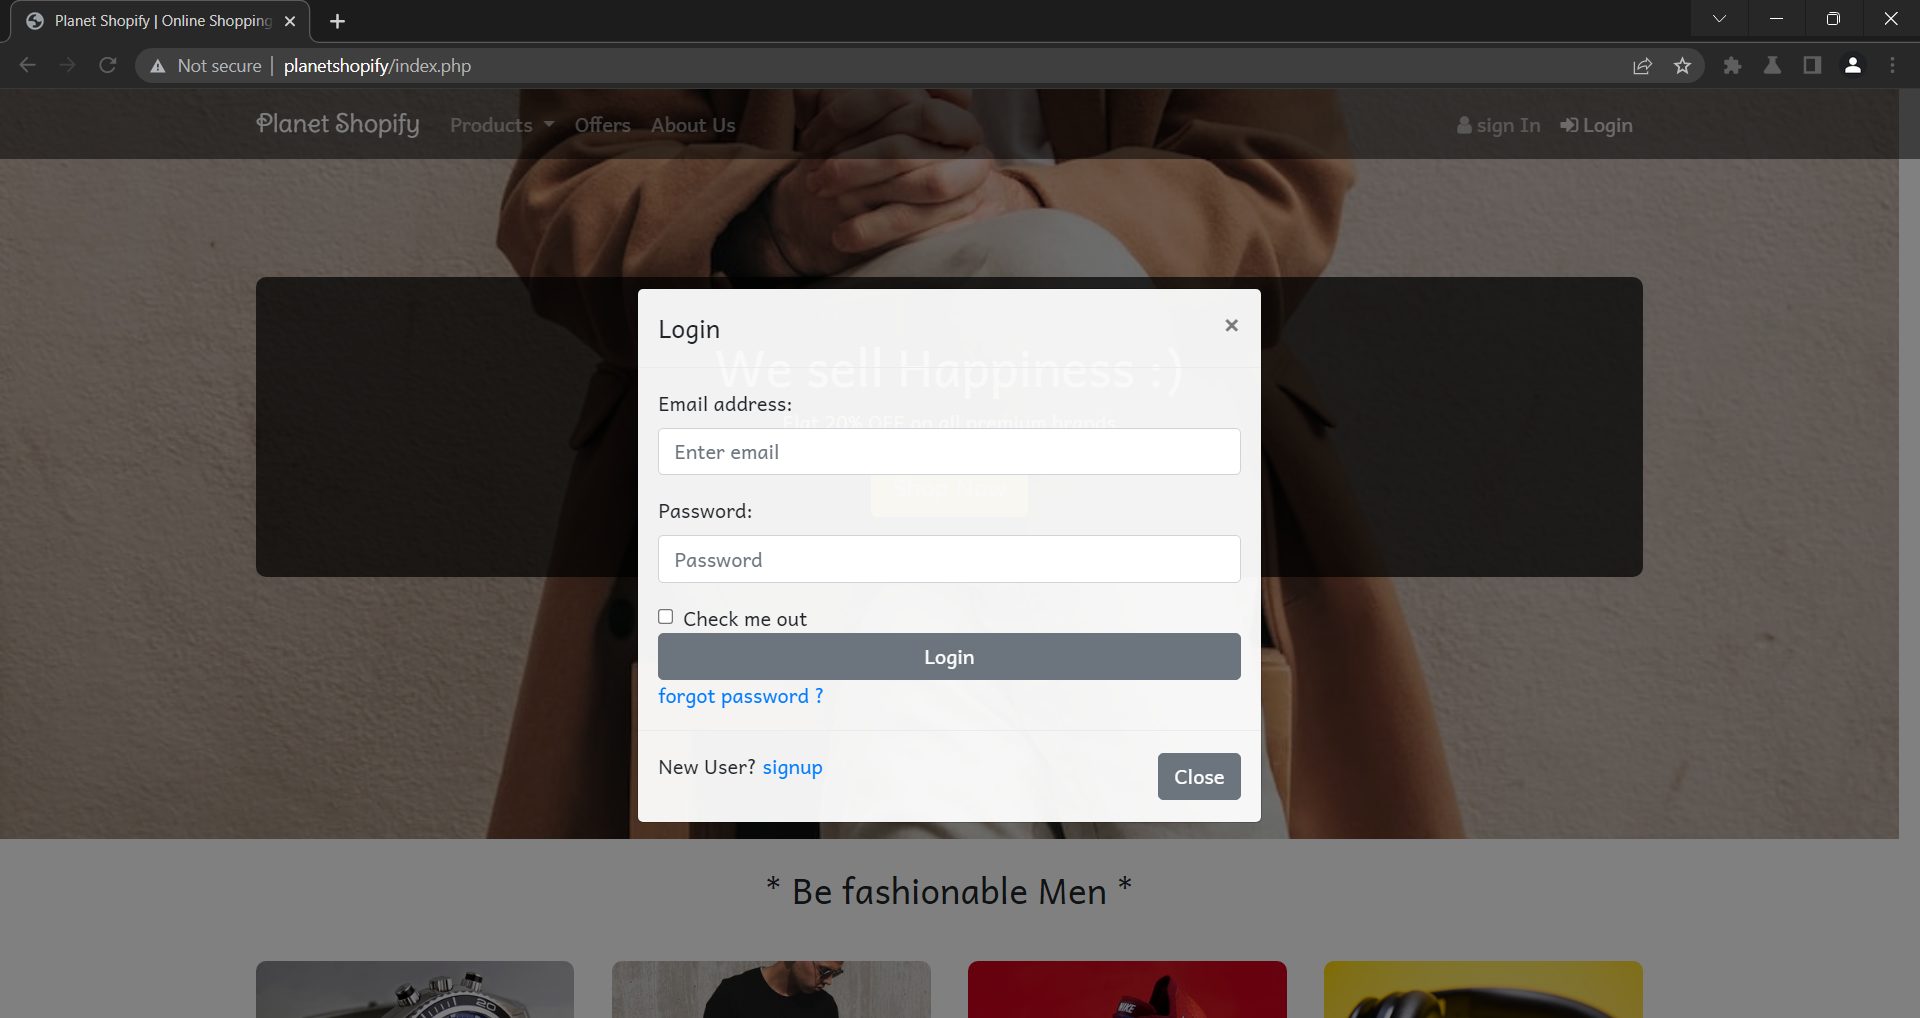 Planet Shopify | Online Shopping
Not secure planetshopify/index.php
Planet Shopify Products Offers About Us sign In Login
Login ×
We sell Happiness :)
Email address:
Flat 20% OFF on all premium brands
Enter email
Shop Now
Password:
Password
Check me out
Login
forgot password ?
New User? signup
Close
* Be fashionable Men *
20
NIKE